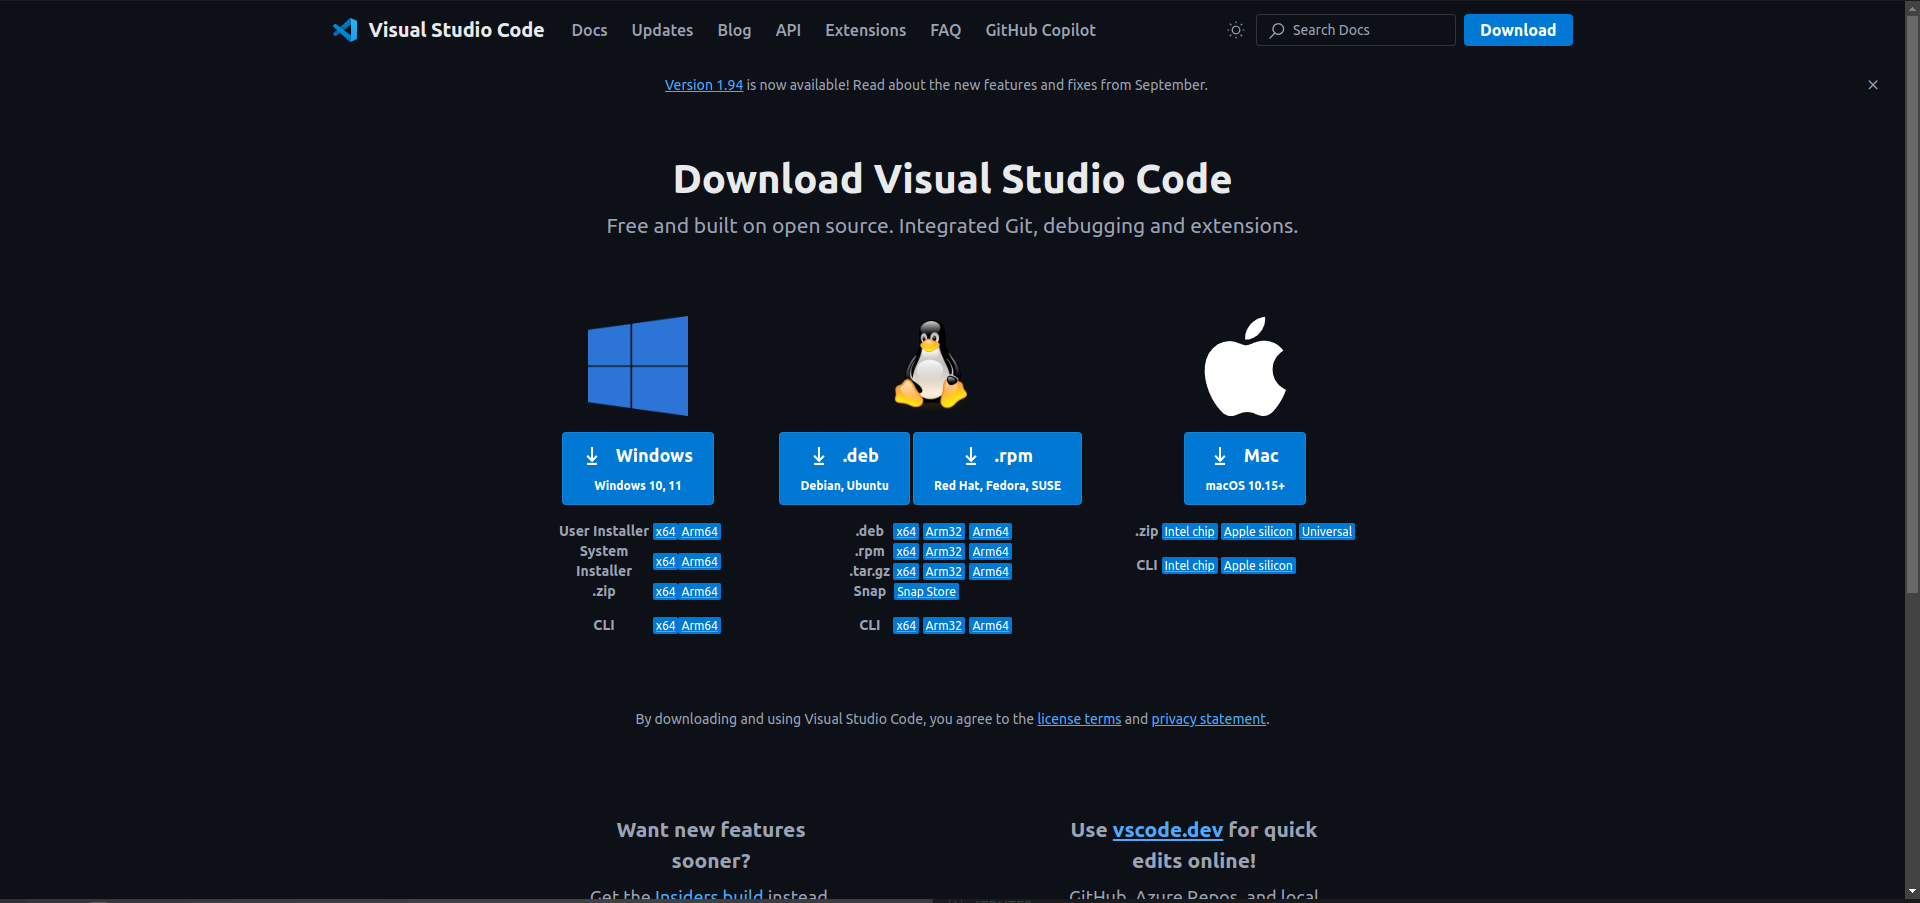 Visual Studio Code Docs Updates Blog API Extensions FAQ GitHub Copilot Search Docs Download
Version 1.94 is now available! Read about the new features and fixes from September.
Download Visual Studio Code
Free and built on open source. Integrated Git, debugging and extensions.
Windows
Windows 10, 11
User Installer x64 Arm64
System Installer x64 Arm64
.zip x64 Arm64
CLI x64 Arm64
.deb
Debian, Ubuntu
.rpm
Red Hat, Fedora, SUSE
.deb x64 Arm32 Arm64
.rpm x64 Arm32 Arm64
.tar.gz x64 Arm32 Arm64
Snap Snap Store
CLI x64 Arm32 Arm64
Mac
macOS 10.15+
.zip Intel chip Apple silicon Universal
CLI Intel chip Apple silicon
By downloading and using Visual Studio Code, you agree to the license terms and privacy statement.
Want new features
sooner?
Get the Insiders build instead
Use vscode.dev for quick
edits online!
GitHub, Azure Repos, and local